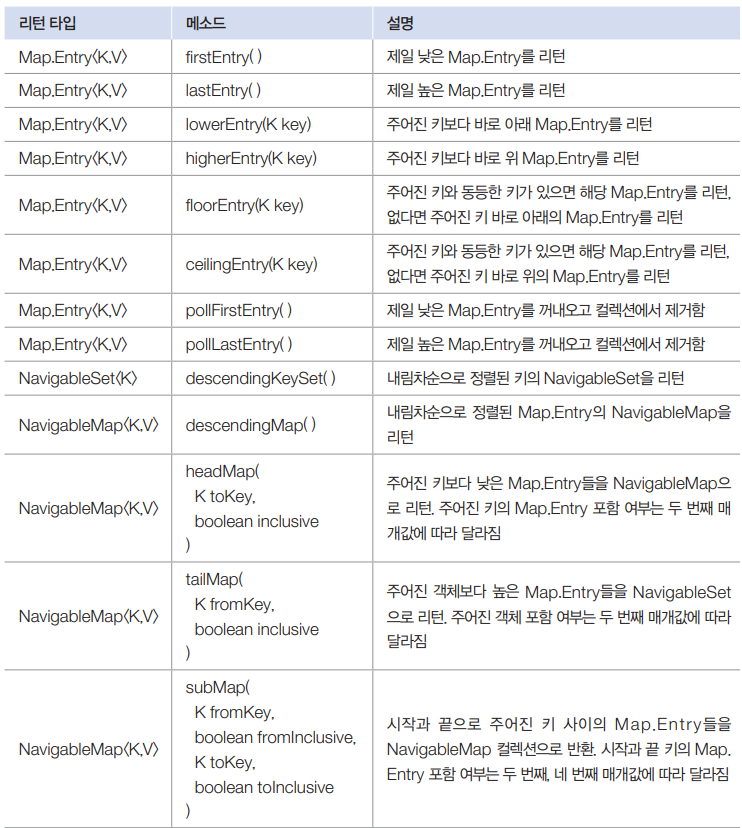 리턴 타입 메소드 설명
Map.Entry<K,V> firstEntry( ) 제일 낮은 Map.Entry를 리턴
Map.Entry<K,V> lastEntry( ) 제일 높은 Map.Entry를 리턴
Map.Entry<K,V> lowerEntry(K key) 주어진 키보다 바로 아래 Map.Entry를 리턴
Map.Entry<K,V> higherEntry(K key) 주어진 키보다 바로 위 Map.Entry를 리턴
Map.Entry<K,V> floorEntry(K key) 주어진 키와 동등한 키가 있으면 해당 Map.Entry를 리턴,
없다면 주어진 키 바로 아래의 Map.Entry를 리턴
Map.Entry<K,V> ceilingEntry(K key) 주어진 키와 동등한 키가 있으면 해당 Map.Entry를 리턴,
없다면 주어진 키 바로 위의 Map.Entry를 리턴
Map.Entry<K,V> pollFirstEntry( ) 제일 낮은 Map.Entry를 꺼내오고 컬렉션에서 제거함
Map.Entry<K,V> pollLastEntry( ) 제일 높은 Map.Entry를 꺼내오고 컬렉션에서 제거함
NavigableSet<K> descendingKeySet( ) 내림차순으로 정렬된 키의 NavigableSet을 리턴
NavigableMap<K,V> descendingMap( ) 내림차순으로 정렬된 Map.Entry의 NavigableMap을
리턴
NavigableMap<K,V>
headMap(
K toKey,
boolean inclusive
)
주어진 키보다 낮은 Map.Entry들을 NavigableMap으
로 리턴. 주어진 키의 Map.Entry 포함 여부는 두 번째 매
개값에 따라 달라짐
NavigableMap<K,V>
tailMap(
K fromKey,
boolean inclusive
)
주어진 객체보다 높은 Map.Entry들을 NavigableSet
으로 리턴. 주어진 객체 포함 여부는 두 번째 매개값에 따라
달라짐
NavigableMap<K,V>
subMap(
K fromKey,
boolean fromInclusive,
K toKey,
boolean toInclusive
)
시작과 끝으로 주어진 키 사이의 Map.Entry들을
NavigableMap 컬렉션으로 반환. 시작과 끝 키의 Map.
Entry 포함 여부는 두 번째, 네 번째 매개값에 따라 달라짐